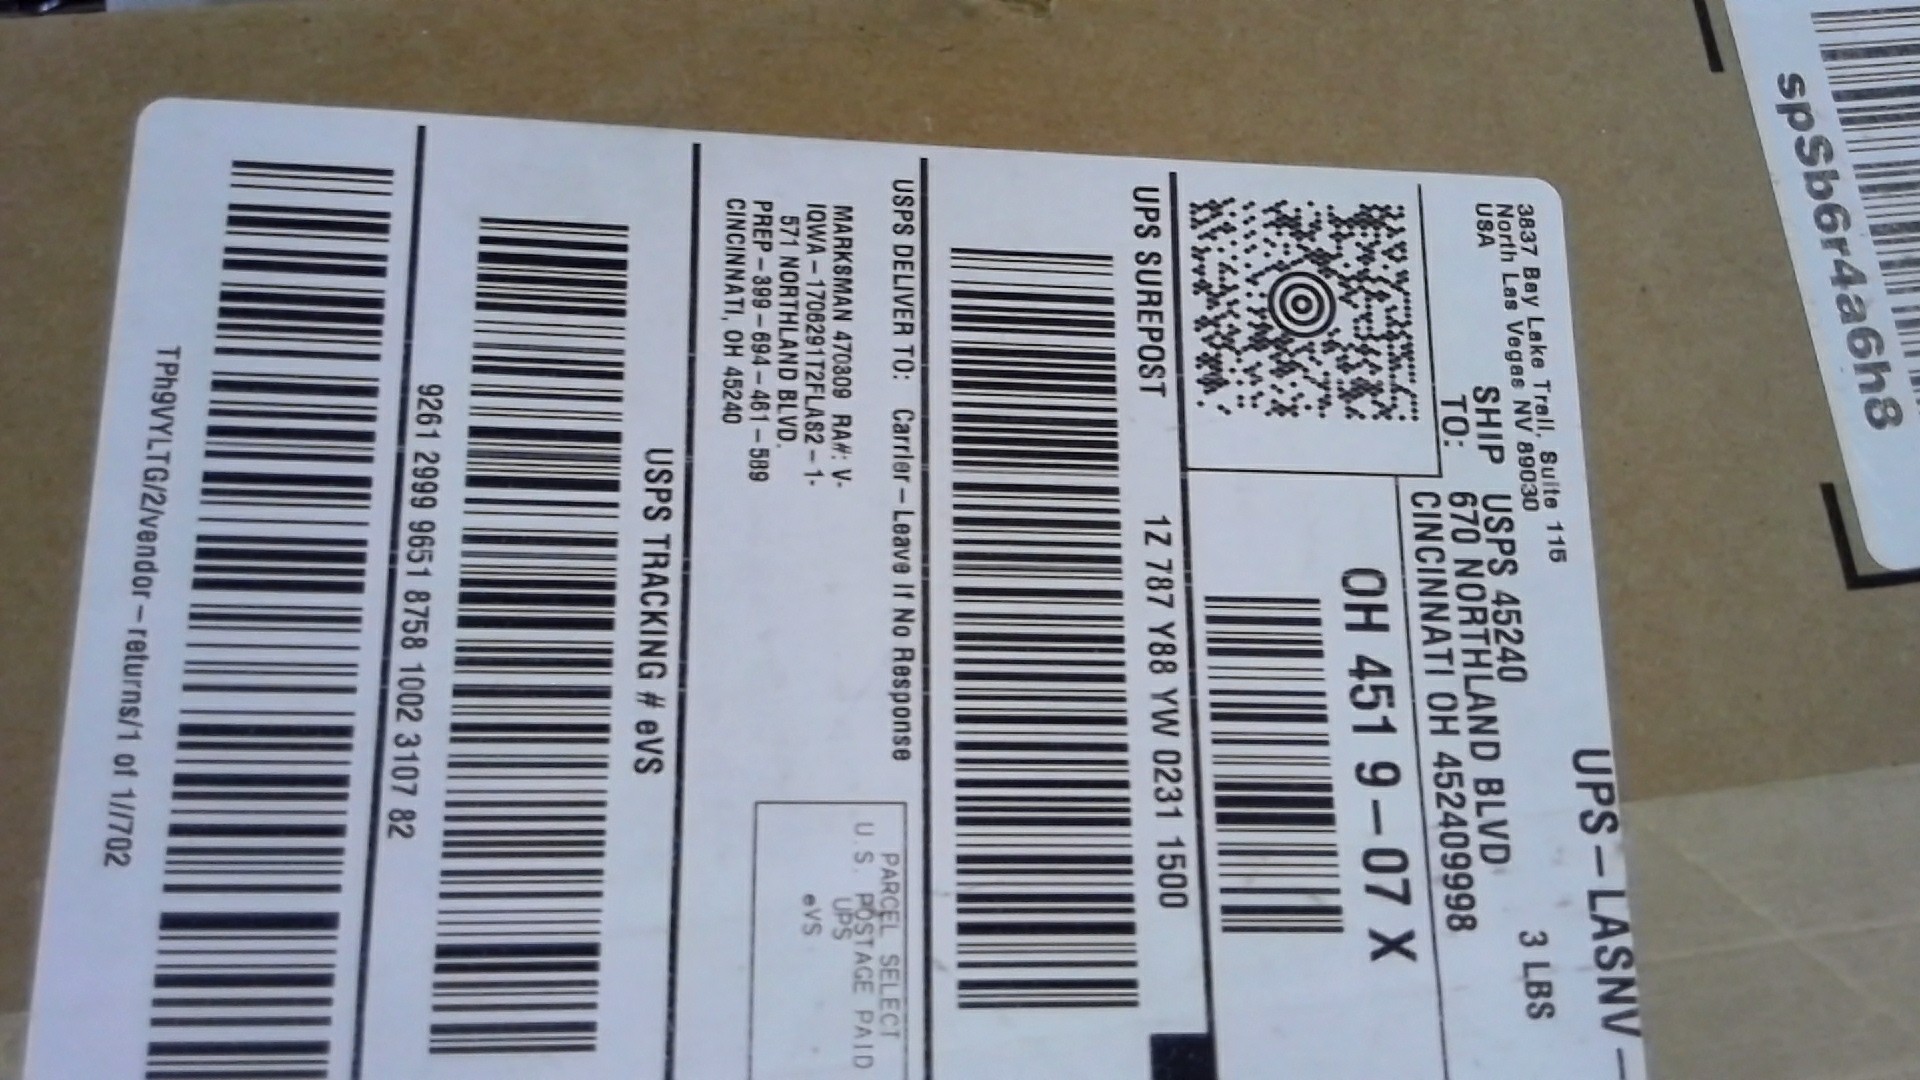 UPS-LASNV-
3 LBS
3837 Bay Lake Trail, Suite 115
North Las Vegas NV 89030
USA
SHIP
TO:
USPS 45240
670 NORTHLAND BLVD
CINCINNATI OH 452409998
OH 451 9-07 X
UPS SUREPOST
1Z 787 Y88 YW 0231 1500
USPS DELIVER TO: Carrier-Leave If No Response
MARKSMAN 470309 RA#: V-
IQWA-1706291T2FLA82-1-
571 NORTHLAND BLVD.
PREP-399-694-461-589
CINCINNATI, OH 45240
PARCEL SELECT
U.S. POSTAGE PAID
UPS
eVS
USPS TRACKING # eVS
9261 2999 9651 8758 1002 3107 82
TPh9VYLTG/2/vendor-returns/1 of 1//702
spSb6r4a6h8